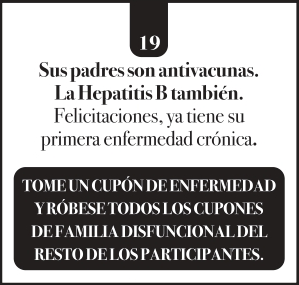 19
Sus padres son antivacunas.
La Hepatitis B también.
Felicitaciones, ya tiene su
primera enfermedad crónica.
TOME UN CUPÓN DE ENFERMEDAD
Y RÓBESE TODOS LOS CUPONES
DE FAMILIA DISFUNCIONAL DEL
RESTO DE LOS PARTICIPANTES.